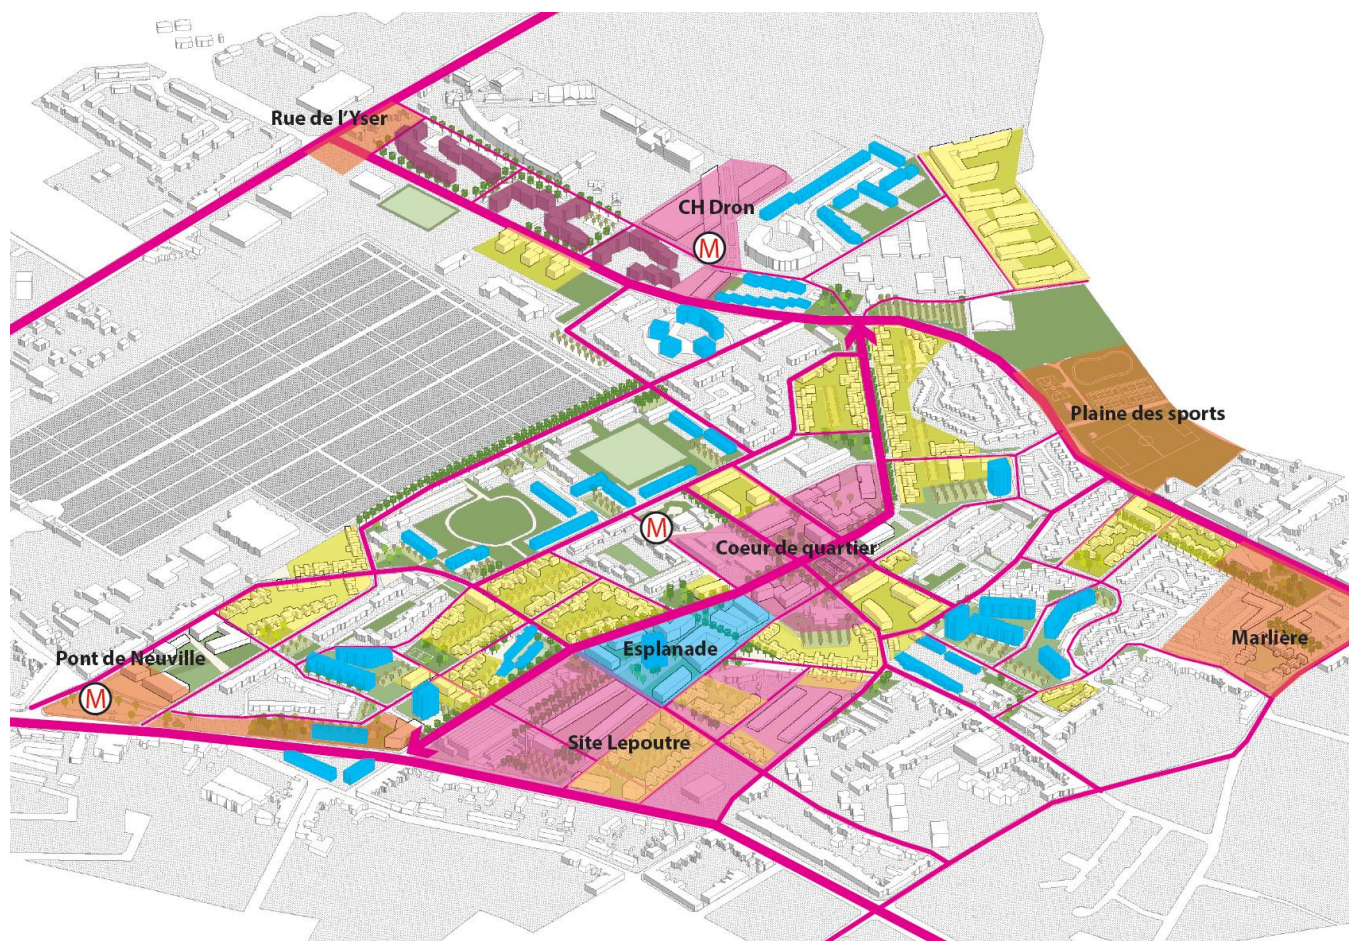 Rue de l'Yser
CH Dron
M
Plaine des sports
M
Coeur de quartier
Esplanade
Marlière
Pont de Neuville
M
Site Lepoutre